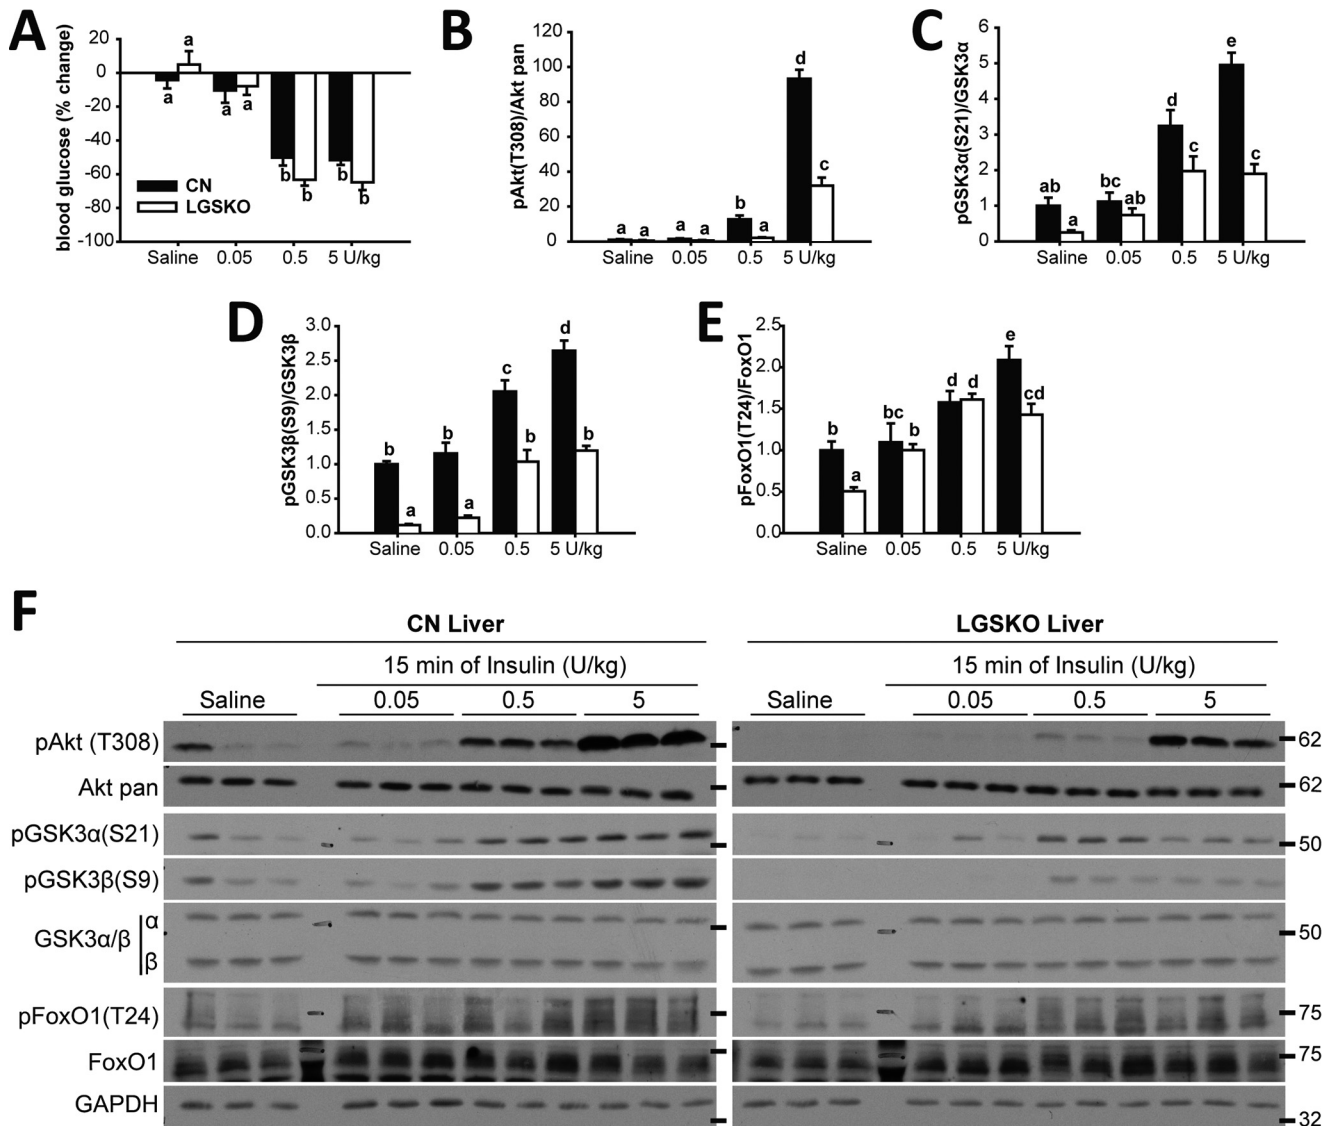 A
blood glucose (% change)
20
0
-20
-40
-60
-80
-100
a
a
a
a
b
b
b
b
CN
LGSKO
Saline 0.05 0.5 5 U/kg
B
pAkt(T308)/Akt pan
120
100
80
60
40
20
0
a a
a a
b a
d c
Saline 0.05 0.5 5 U/kg
C
pGSK3α(S21)/GSK3α
6
5
4
3
2
1
0
ab a
bc ab
d c
e c
Saline 0.05 0.5 5 U/kg
D
pGSK3β(S9)/GSK3β
3.0
2.5
2.0
1.5
1.0
0.5
0.0
b a
b a
c b
d b
Saline 0.05 0.5 5 U/kg
E
pFoxO1(T24)/FoxO1
2.5
2.0
1.5
1.0
0.5
0.0
b a
bc b
d d
e cd
Saline 0.05 0.5 5 U/kg
F
CN Liver LGSKO Liver
15 min of Insulin (U/kg) 15 min of Insulin (U/kg)
Saline 0.05 0.5 5 Saline 0.05 0.5 5
pAkt (T308) 62
Akt pan 62
pGSK3α(S21) 50
pGSK3β(S9)
GSK3α/β α β 50
pFoxO1(T24) 75
FoxO1 75
GAPDH 32